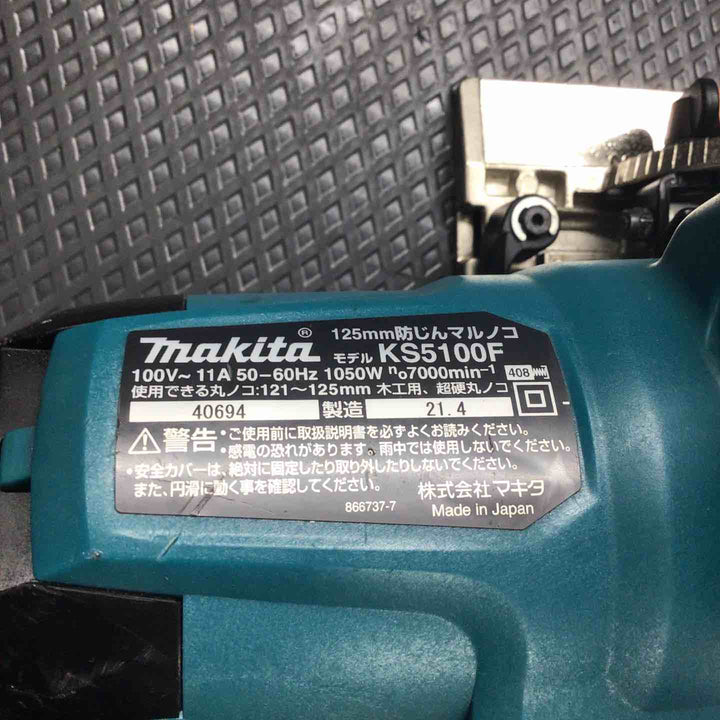 125mm防じんマルノコ
makita® モデル KS5100F
100V~ 11A 50-60Hz 1050W n₀7000min⁻¹ 408
使用できる丸ノコ:121~125mm 木工用、超硬丸ノコ
40694 製造 21.4
警告・ご使用前に取扱説明書を必ずよくお読みください。
・感電の恐れがあります。雨中では使用しないでください。
・安全カバーは、絶対に固定したり取り外したりしないでください。
また、円滑に動く事を確認してください。
866737-7 株式会社マキタ
Made in Japan